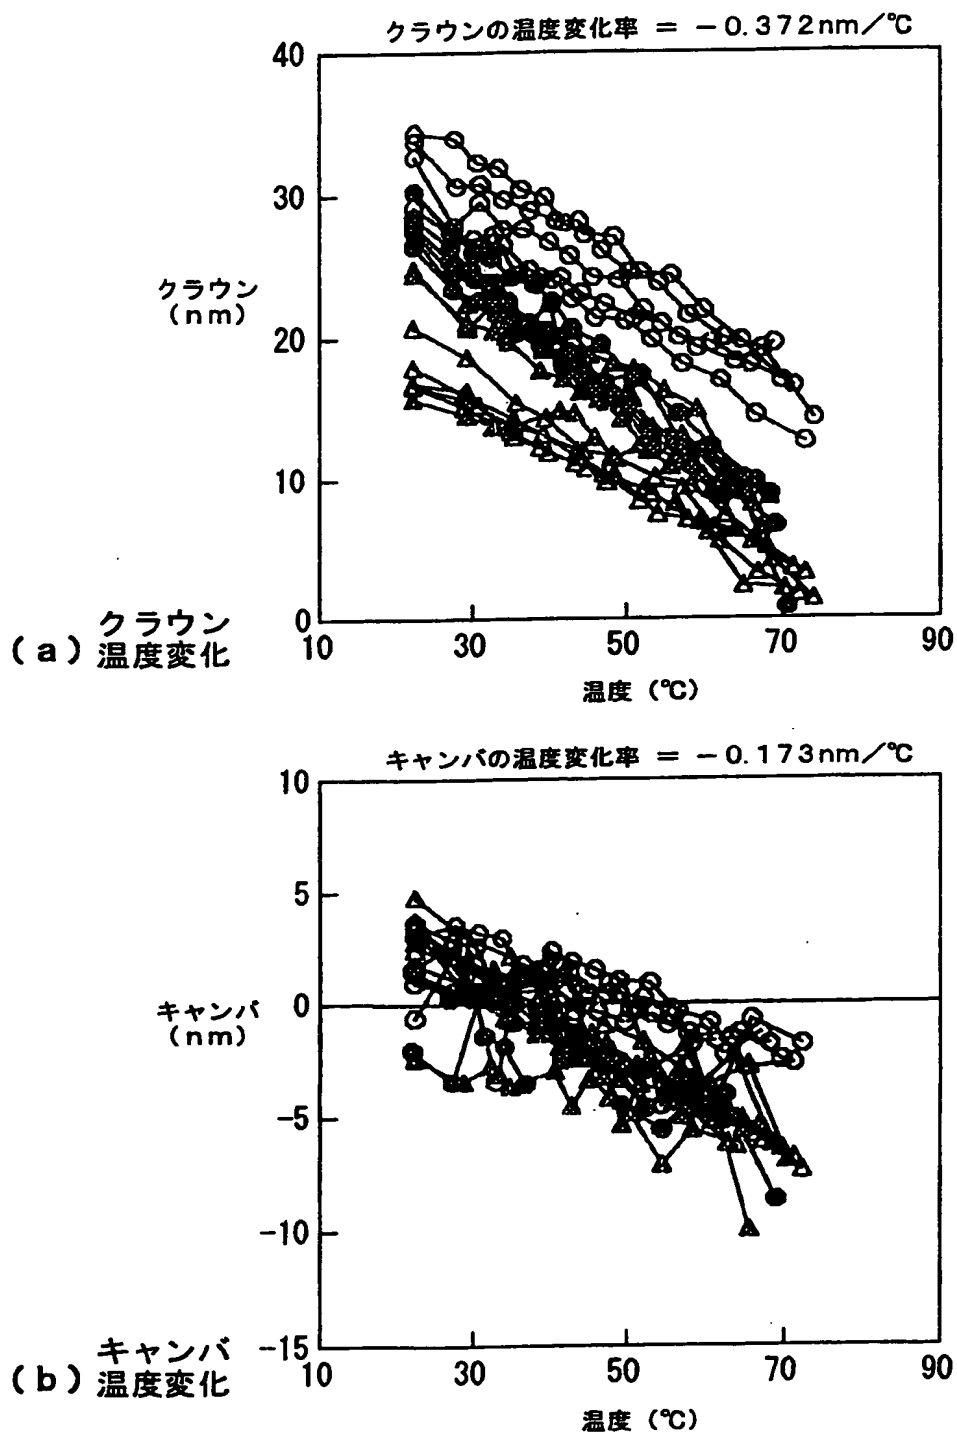 クラウンの温度変化率 = -0.372nm/℃
40
30
クラウン
(nm)
20
10
0
10 30 50 70 90
温度 (℃)
(a) クラウン
温度変化
キャンバの温度変化率 = -0.173nm/℃
10
5
キャンバ
(nm)
0
-5
-10
-15
10 30 50 70 90
温度 (℃)
(b) キャンバ
温度変化